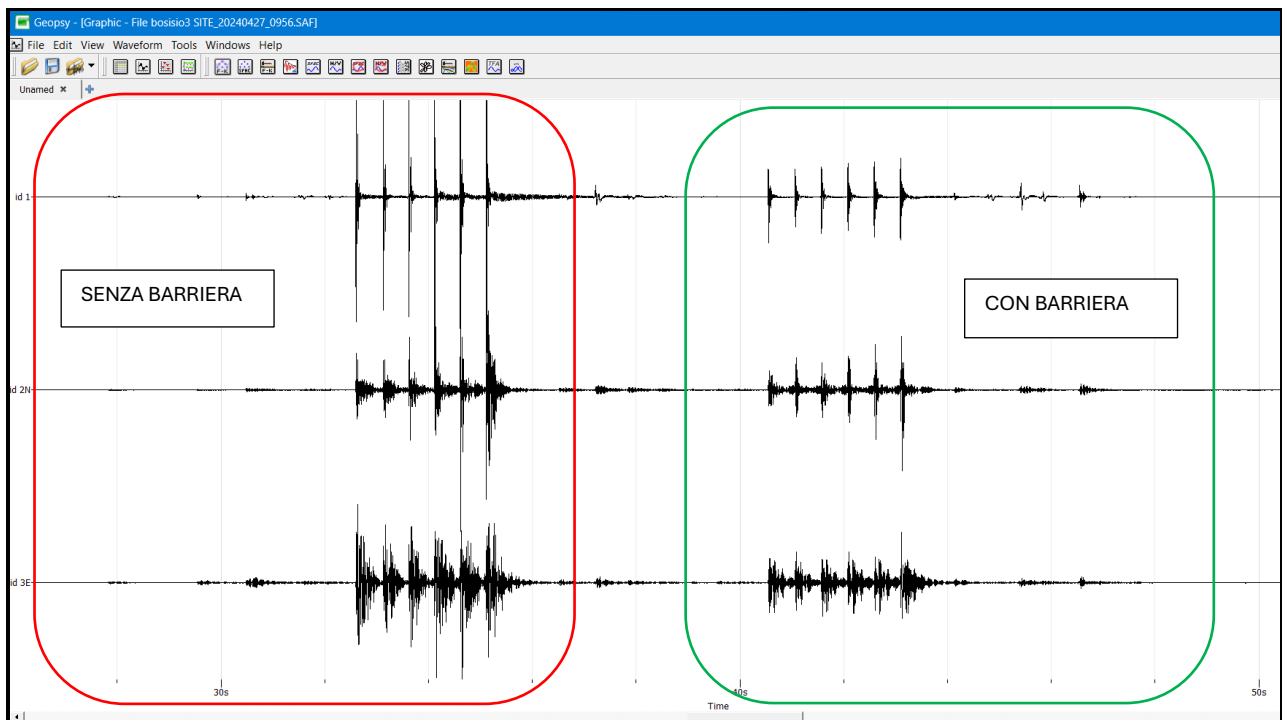 Geopsy - [Graphic - File bosisio3 SITE_20240427_0956.SAF]
File Edit View Waveform Tools Windows Help
Unamed
id 1
SENZA BARRIERA
CON BARRIERA
id 2N
id 3E
30s 40s 50s
Time